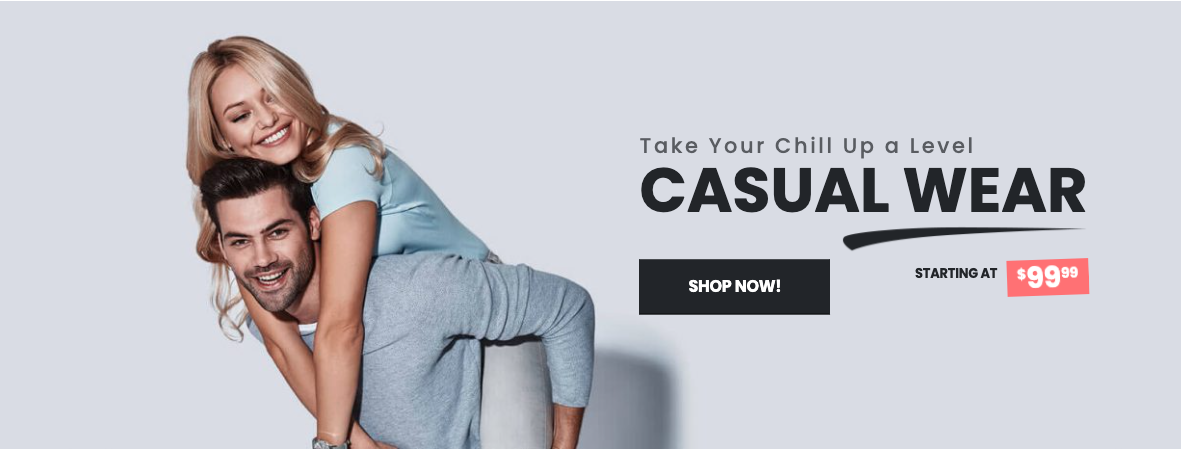 Take Your Chill Up a Level
CASUAL WEAR
SHOP NOW!
STARTING AT $9999